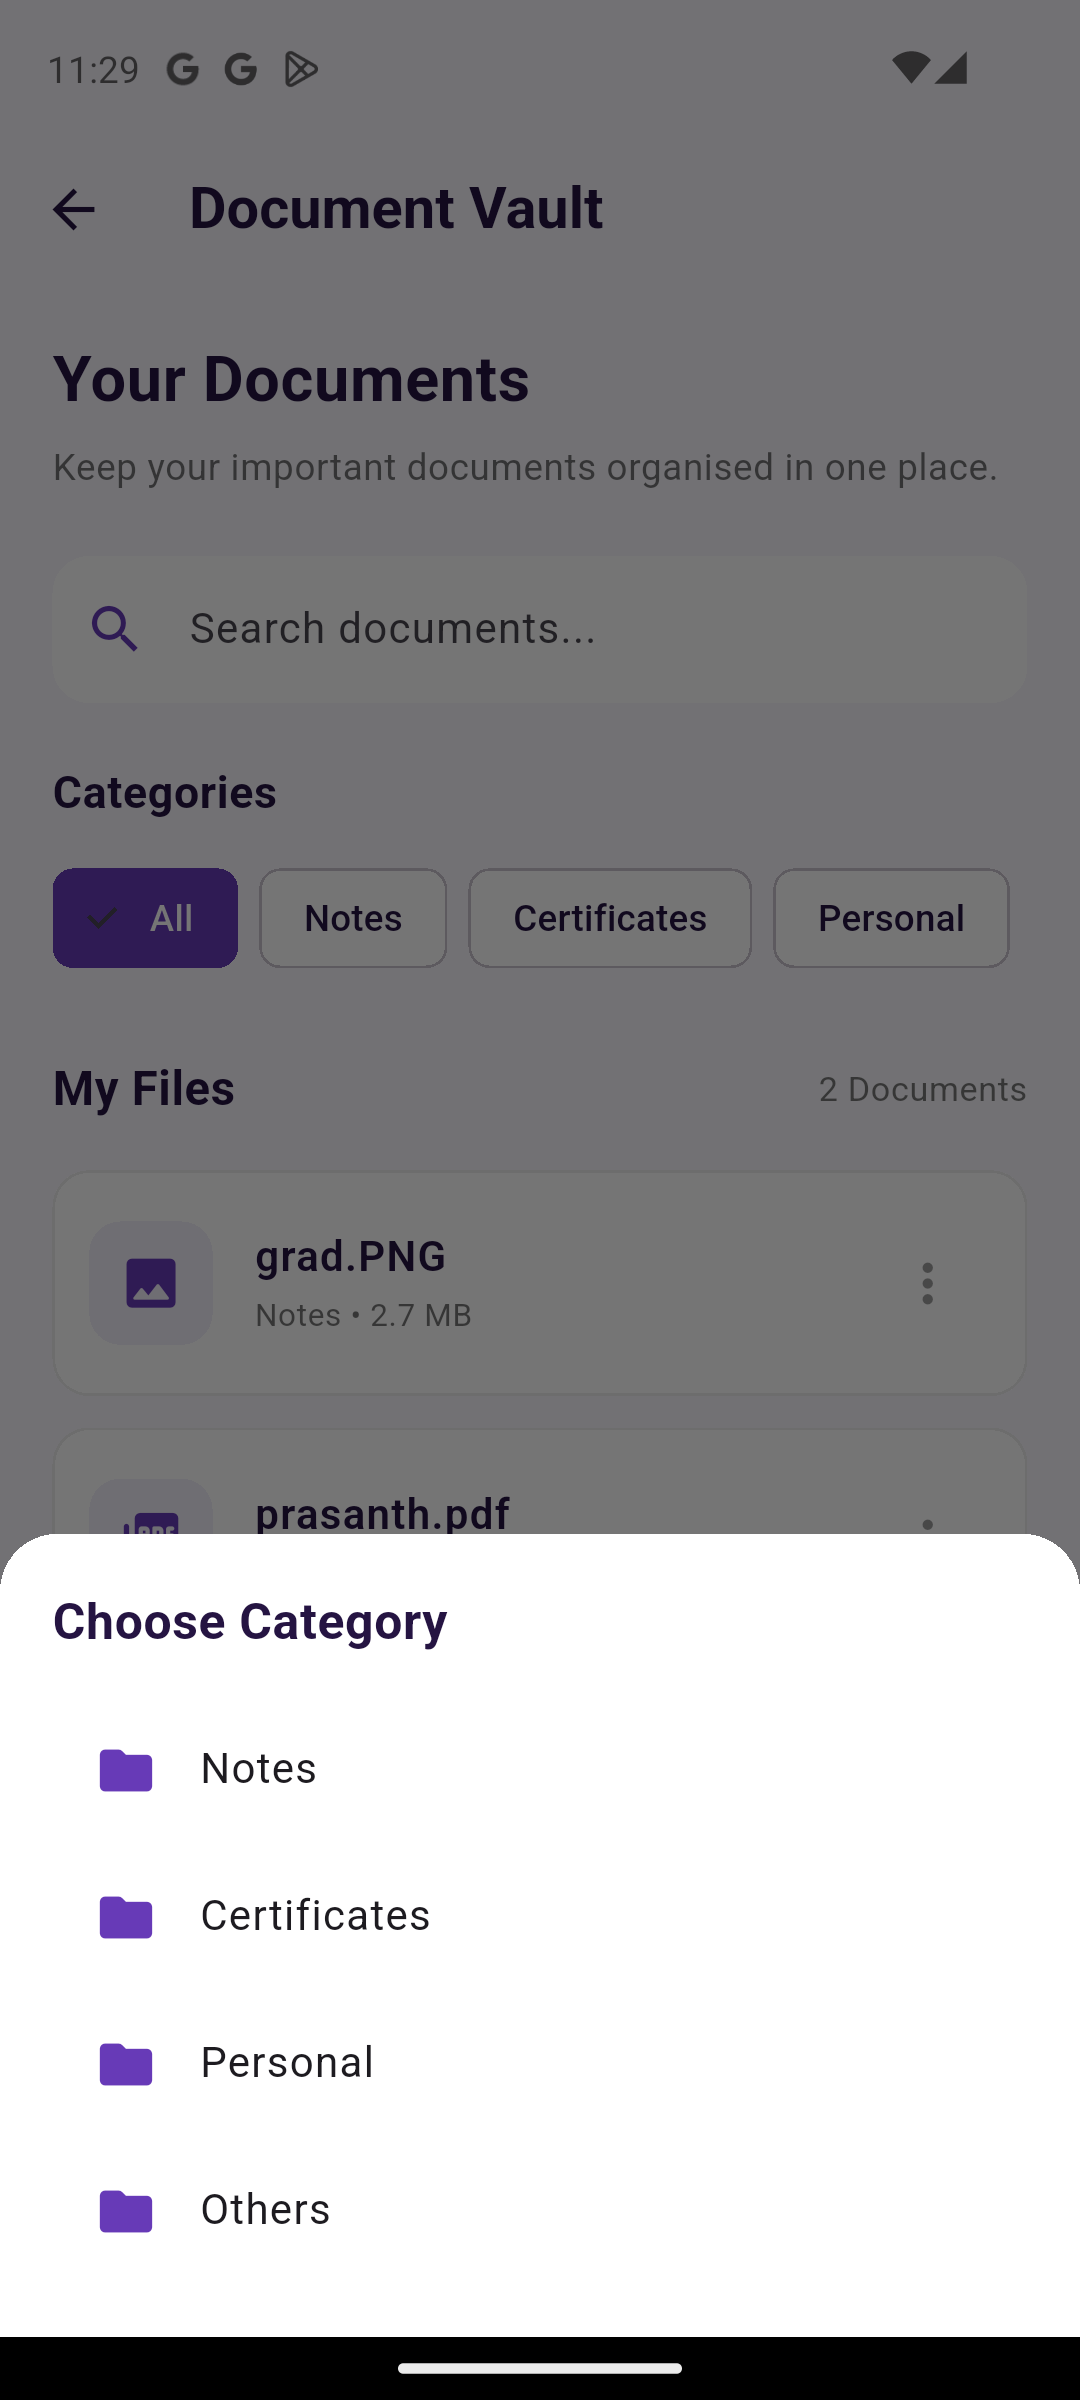 11:29
Document Vault
Your Documents
Keep your important documents organised in one place.
Search documents...
Categories
All Notes Certificates Personal
My Files 2 Documents
grad.PNG
Notes • 2.7 MB
prasanth.pdf
Choose Category
Notes
Certificates
Personal
Others